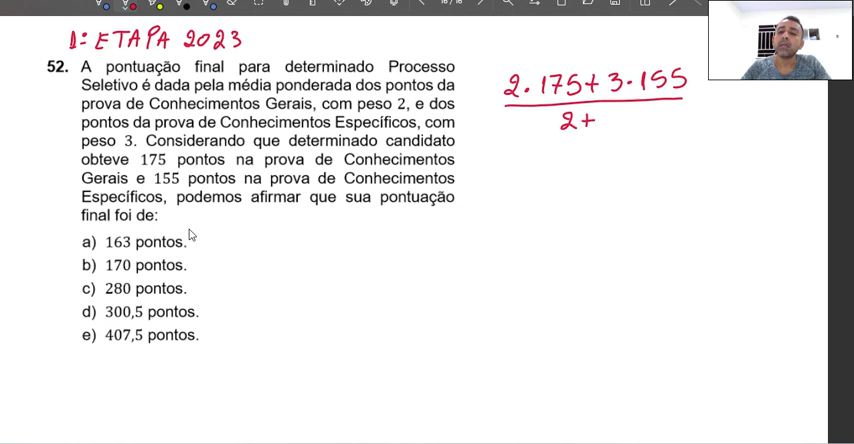 1ª ETAPA 2023
52. A pontuação final para determinado Processo
Seletivo é dada pela média ponderada dos pontos da
prova de Conhecimentos Gerais, com peso 2, e dos
pontos da prova de Conhecimentos Específicos, com
peso 3. Considerando que determinado candidato
obteve 175 pontos na prova de Conhecimentos
Gerais e 155 pontos na prova de Conhecimentos
Específicos, podemos afirmar que sua pontuação
final foi de:
a) 163 pontos.
b) 170 pontos.
c) 280 pontos.
d) 300,5 pontos.
e) 407,5 pontos.
2·175+3·155
2+